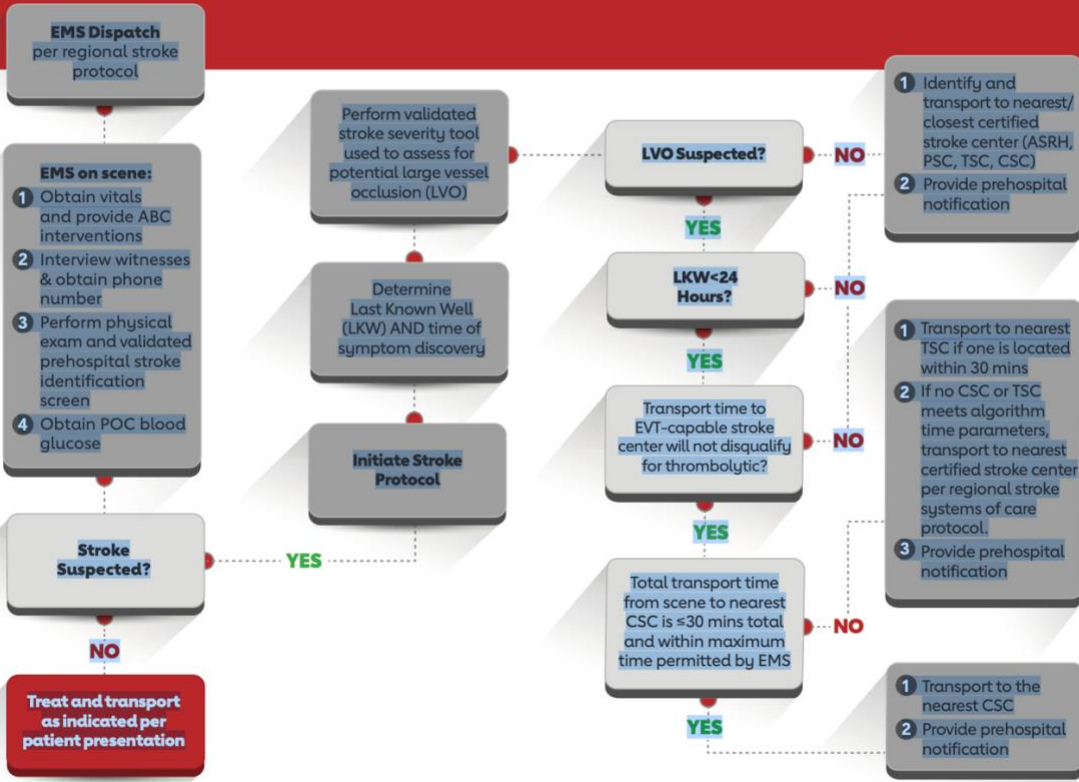 EMS Dispatch
per regional stroke
protocol
EMS on scene:
1 Obtain vitals
and provide ABC
interventions
2 Interview witnesses
& obtain phone
number
3 Perform physical
exam and validated
prehospital stroke
identification
screen
4 Obtain POC blood
glucose
Stroke
Suspected?
NO
Treat and transport
as indicated per
patient presentation
YES
Initiate Stroke
Protocol
Determine
Last Known Well
(LKW) AND time of
symptom discovery
Perform validated
stroke severity tool
used to assess for
potential large vessel
occlusion (LVO)
LVO Suspected?
NO
1 Identify and
transport to nearest/
closest certified
stroke center (ASRH,
PSC, TSC, CSC)
2 Provide prehospital
notification
YES
LKW<24
Hours?
NO
YES
Transport time to
EVT-capable stroke
center will not disqualify
for thrombolytic?
NO
YES
Total transport time
from scene to nearest
CSC is ≤30 mins total
and within maximum
time permitted by EMS
NO
1 Transport to nearest
TSC if one is located
within 30 mins
2 If no CSC or TSC
meets algorithm
time parameters,
transport to nearest
certified stroke center
per regional stroke
systems of care
protocol.
3 Provide prehospital
notification
YES
1 Transport to the
nearest CSC
2 Provide prehospital
notification